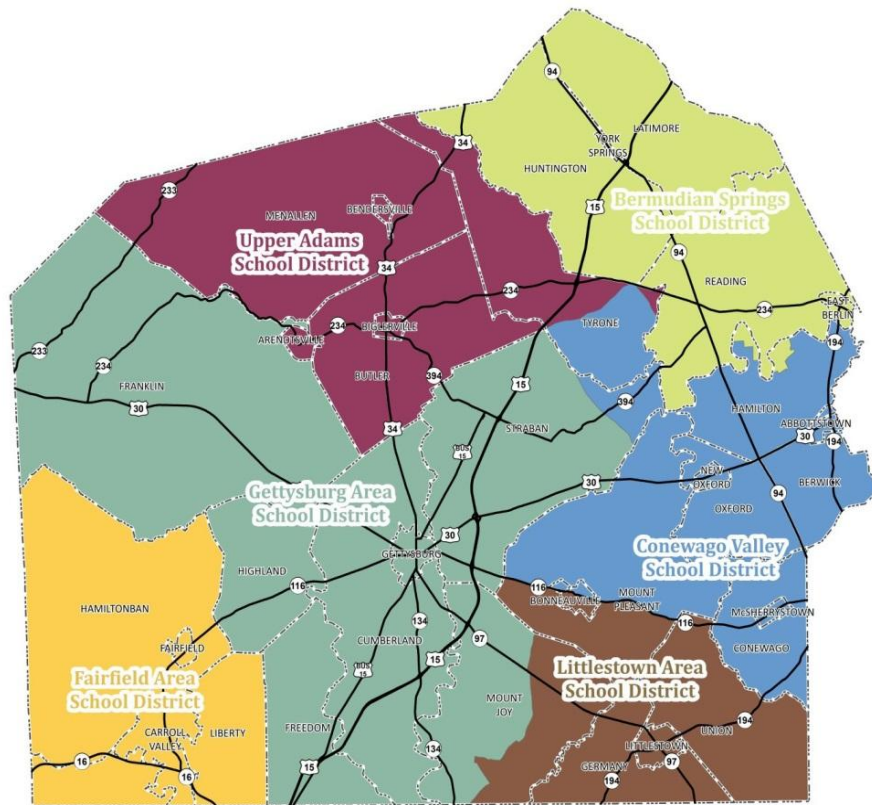 94
LATIMORE
YORK
SPRINGS
34
HUNTINGTON
233
BENDERSVILLE
MENALLEN
15
Bermudian Springs
School District
Upper Adams
School District
94
34
READING
234
234
EAST
BERLIN
233
234
BIGLERVILLE
TYRONE
ARENDTSVILLE
194
234
BUTLER
394
15
FRANKLIN
394
HAMILTON
30
34
STRABAN
ABBOTTSTOWN
30
194
BUS
15
NEW
OXFORD
BERWICK
30
Gettysburg Area
School District
94
OXFORD
30
GETTYSBURG
Conewago Valley
School District
HIGHLAND
116
116
BONNEAUVILLE
MOUNT
PLEASANT
HAMILTONBAN
MCSHERRYSTOWN
134
116
CUMBERLAND
97
FAIRFIELD
CONEWAGO
BUS
15
15
Littlestown Area
School District
Fairfield Area
School District
MOUNT
JOY
FREEDOM
LIBERTY
CARROLL
VALLEY
UNION
194
134
LITTLESTOWN
16
15
GERMANY
97
16
194